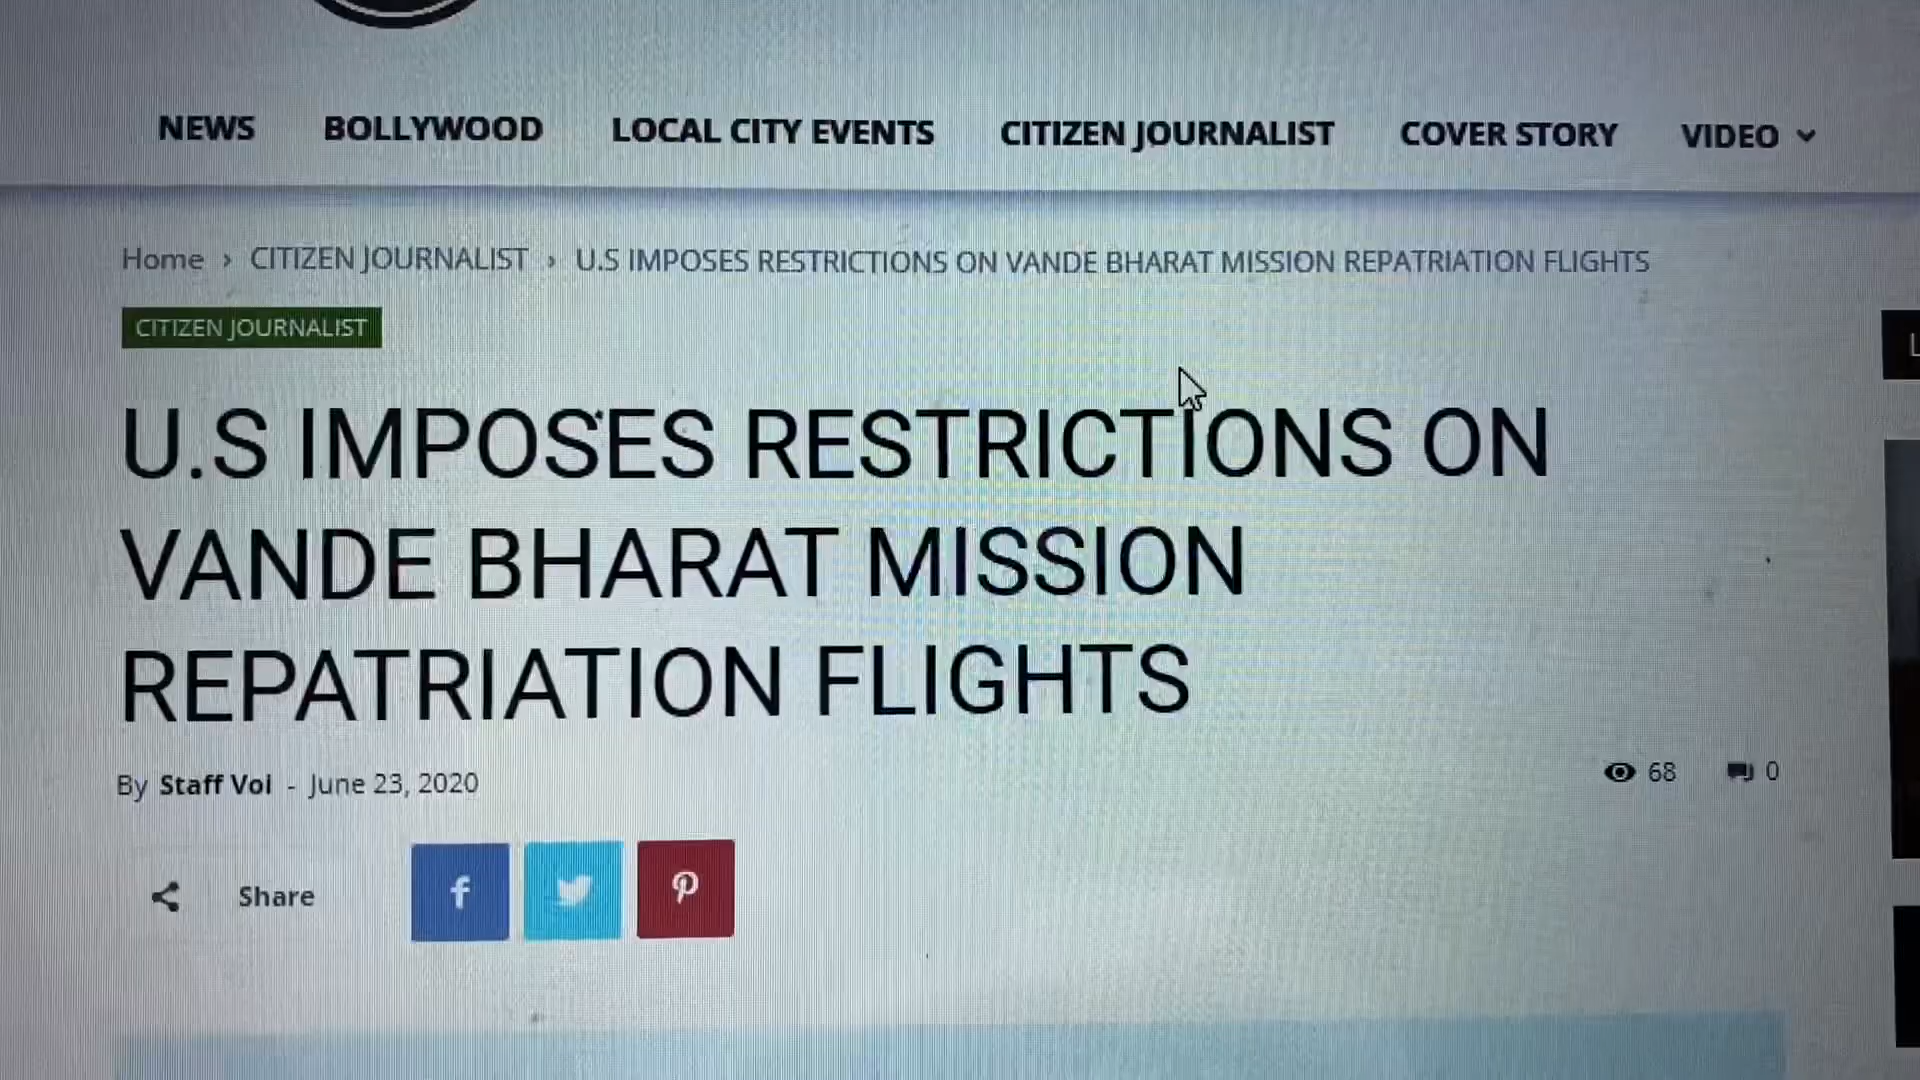 NEWS BOLLYWOOD LOCAL CITY EVENTS CITIZEN JOURNALIST COVER STORY VIDEO
Home › CITIZEN JOURNALIST › U.S IMPOSES RESTRICTIONS ON VANDE BHARAT MISSION REPATRIATION FLIGHTS
CITIZEN JOURNALIST
U.S IMPOSES RESTRICTIONS ON
VANDE BHARAT MISSION
REPATRIATION FLIGHTS
By Staff Voi - June 23, 2020
68 0
Share